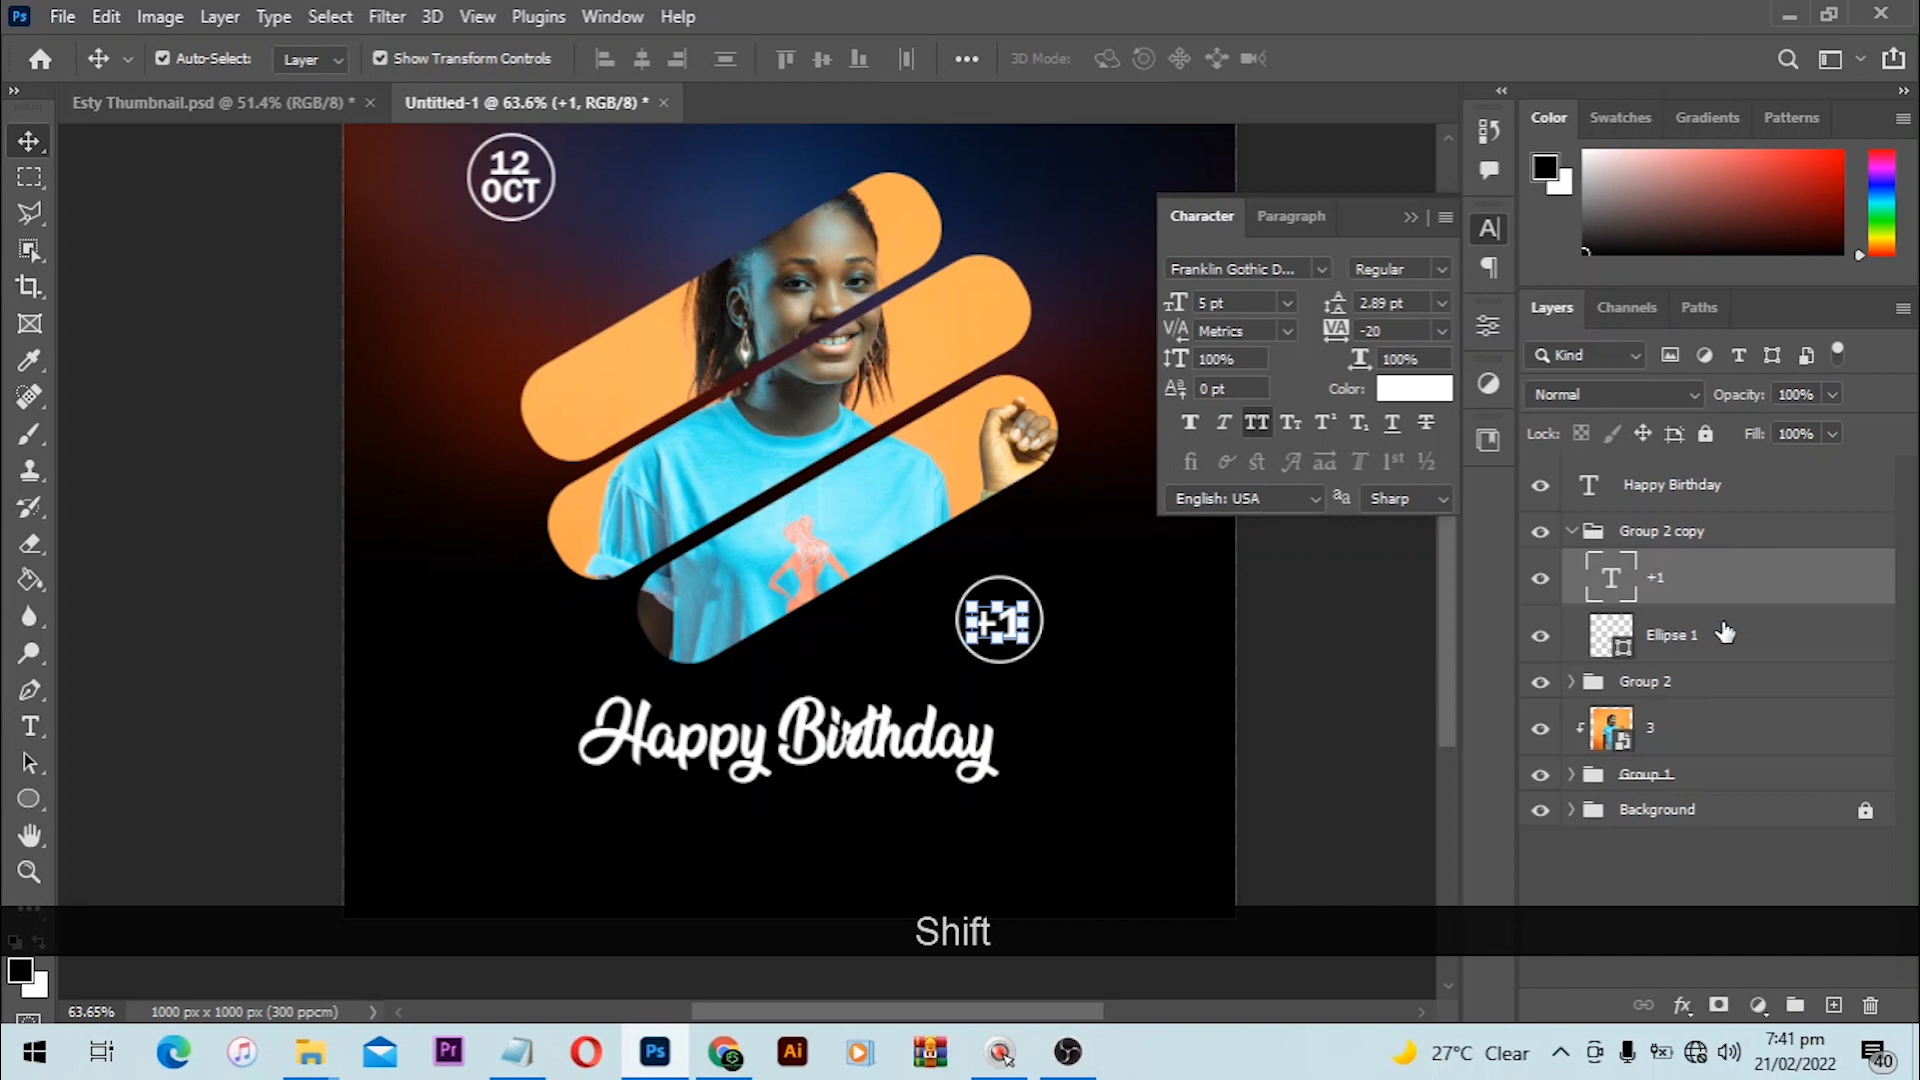 Ps File Edit Image Layer Type Select Filter 3D View Plugins Window Help
Auto-Select: Layer Show Transform Controls 3D Mode:
Esty Thumbnail.psd @ 51.4% (RGB/8) * Untitled-1 @ 63.6% (+1, RGB/8) *
Color Swatches Gradients Patterns
12
OCT
Character Paragraph
Franklin Gothic D... Regular
5 pt 2.89 pt
Metrics -20
100% 100%
0 pt Color:
English: USA Sharp
Layers Channels Paths
Kind
Normal Opacity: 100%
Lock: Fill: 100%
Happy Birthday
Group 2 copy
+1
Ellipse 1
Group 2
3
Group 1
Background
+1
Happy Birthday
Shift
63.65% 1000 px x 1000 px (300 ppcm)
Pr Ps Ai
27°C Clear
7:41 pm
21/02/2022
40